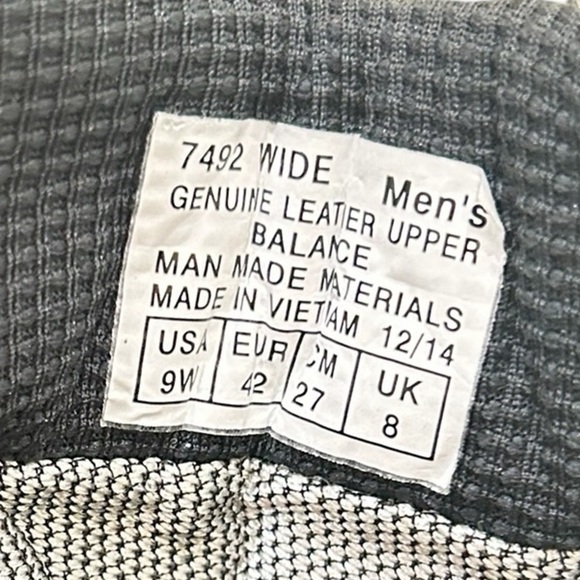 7492 WIDE Men's
GENUINE LEATHER UPPER
BALANCE
MAN MADE MATERIALS
MADE IN VIETNAM 12/14
USA EUR CM UK
9W 42 27 8